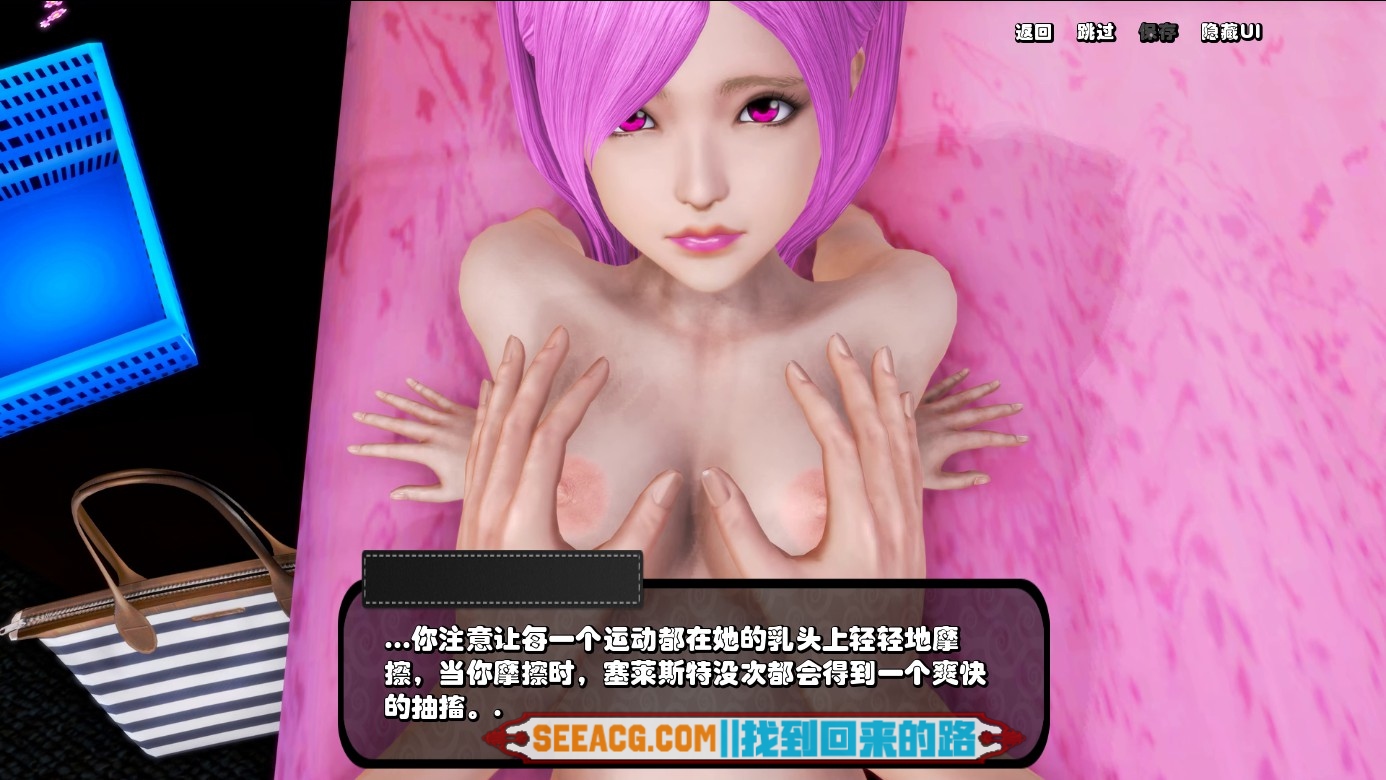 返回 跳过 保存 隐藏UI
...你注意让每一个运动都在她的乳头上轻轻地摩
擦，当你摩擦时，塞莱斯特没次都会得到一个爽快
的抽搐。.
SEEACG.COM||找到回来的路